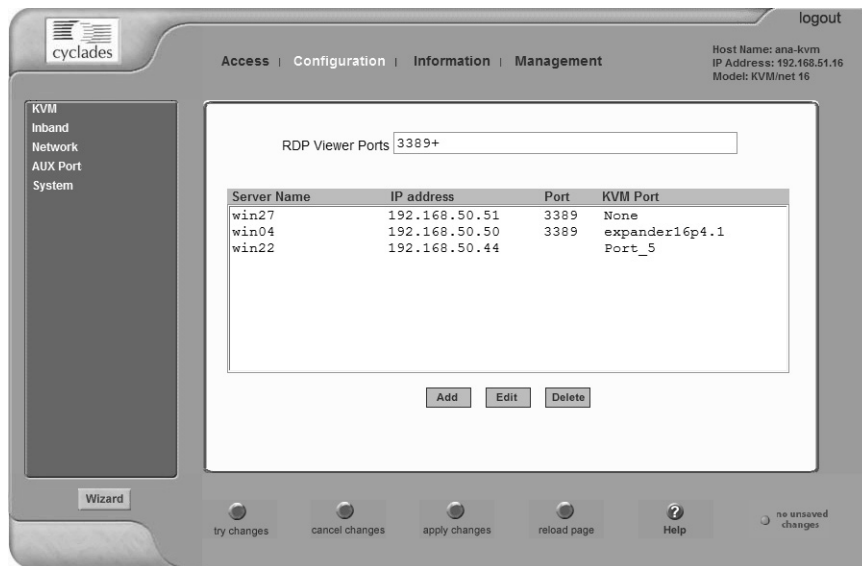 logout
cyclades
Access | Configuration | Information | Management
Host Name: ana-kvm
IP Address: 192.168.51.16
Model: KVM/net 16
KVM
Inband
Network
AUX Port
System
RDP Viewer Ports 3389+
Server Name IP address Port KVM Port
win27 192.168.50.51 3389 None
win04 192.168.50.50 3389 expander16p4.1
win22 192.168.50.44 Port_5
Add Edit Delete
Wizard
try changes cancel changes apply changes reload page Help no unsaved changes